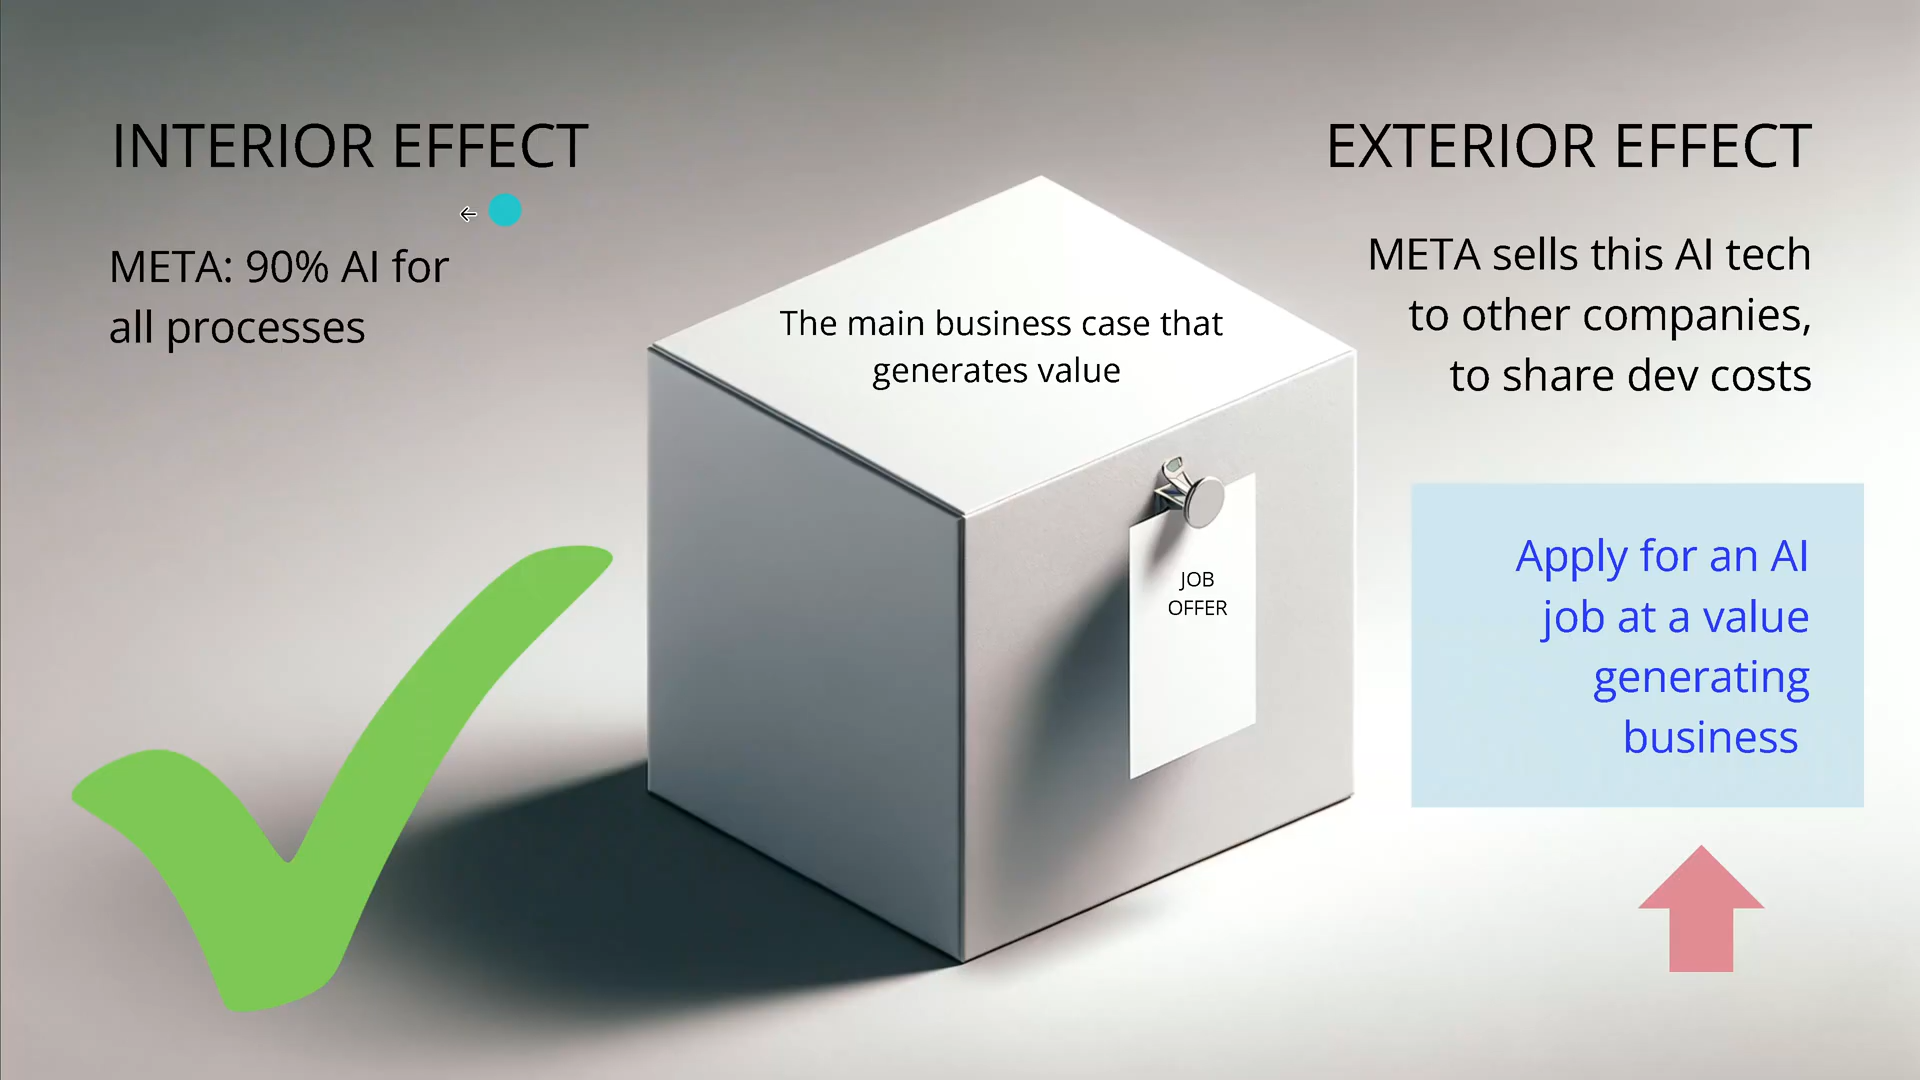 INTERIOR EFFECT
META: 90% AI for
all processes
The main business case that
generates value
JOB
OFFER
EXTERIOR EFFECT
META sells this AI tech
to other companies,
to share dev costs
Apply for an AI
job at a value
generating
business